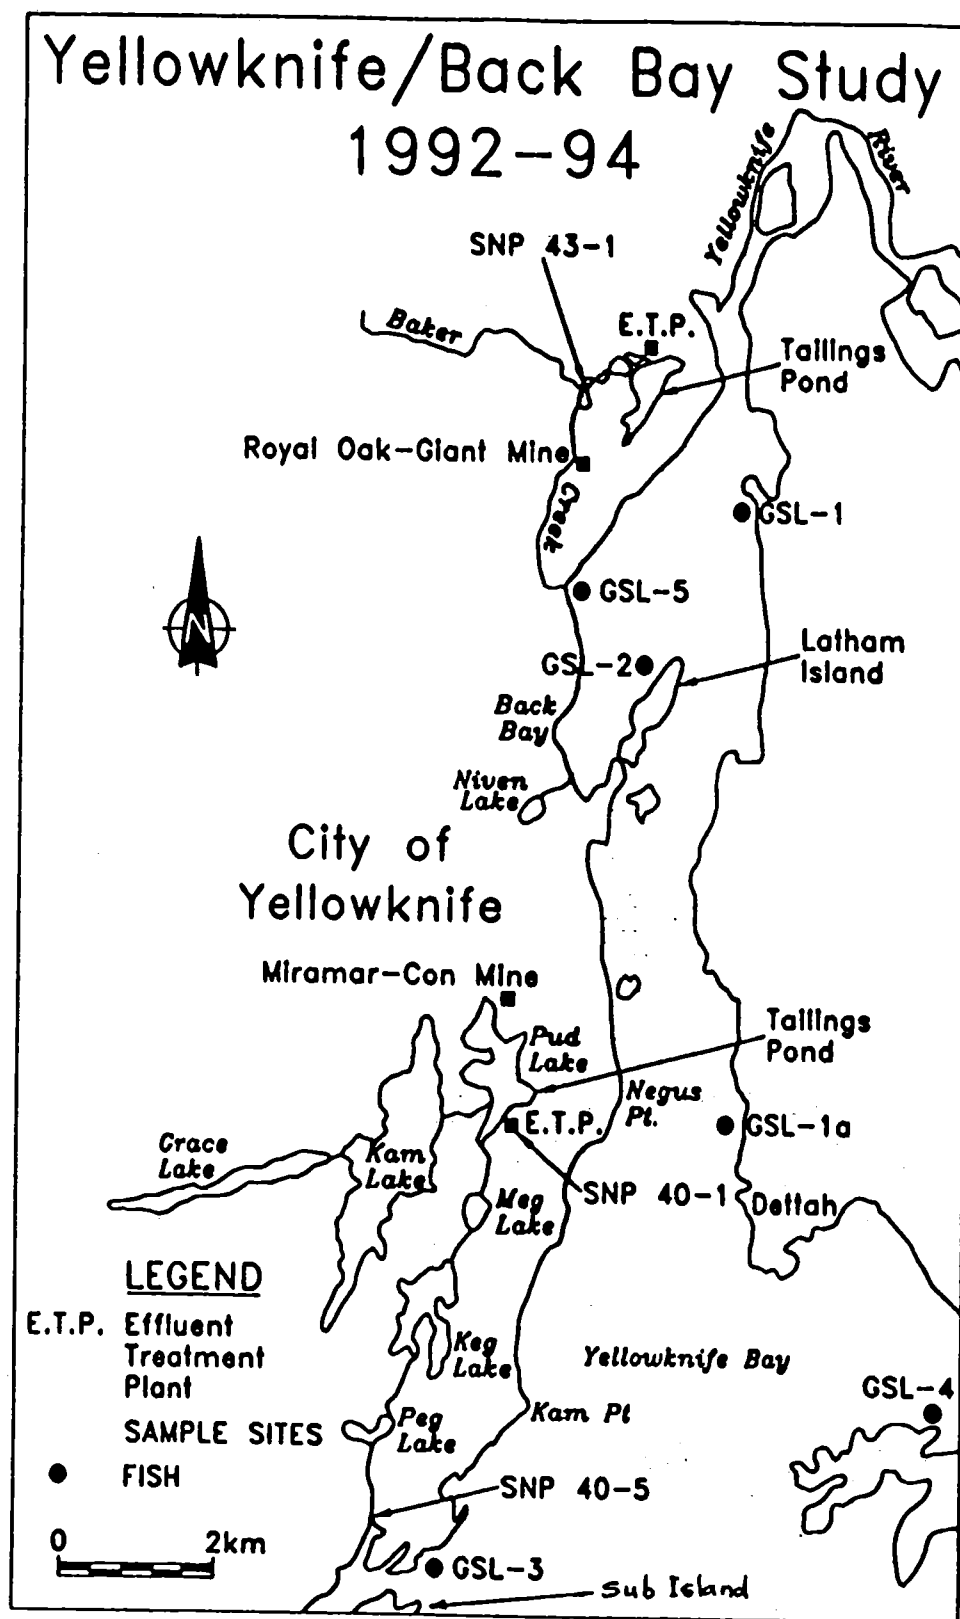 Yellowknife/Back Bay Study
1992-94
Yellowknife
River
SNP 43-1
Baker
E.T.P.
Tailings
Pond
Royal Oak-Giant Mine
Creek
GSL-1
N
GSL-5
GSL-2
Latham
Island
Back
Bay
Niven
Lake
City of
Yellowknife
Miramar-Con Mine
Pud
Lake
Tailings
Pond
Negus
Pt.
E.T.P.
GSL-1a
Grace
Lake
Kam
Lake
SNP 40-1
Dettah
Meg
Lake
LEGEND
E.T.P. Effluent
Treatment
Plant
SAMPLE SITES
FISH
Keg
Lake
Yellowknife Bay
GSL-4
Kam Pt
Peg
Lake
SNP 40-5
0 2km
GSL-3
Sub Island